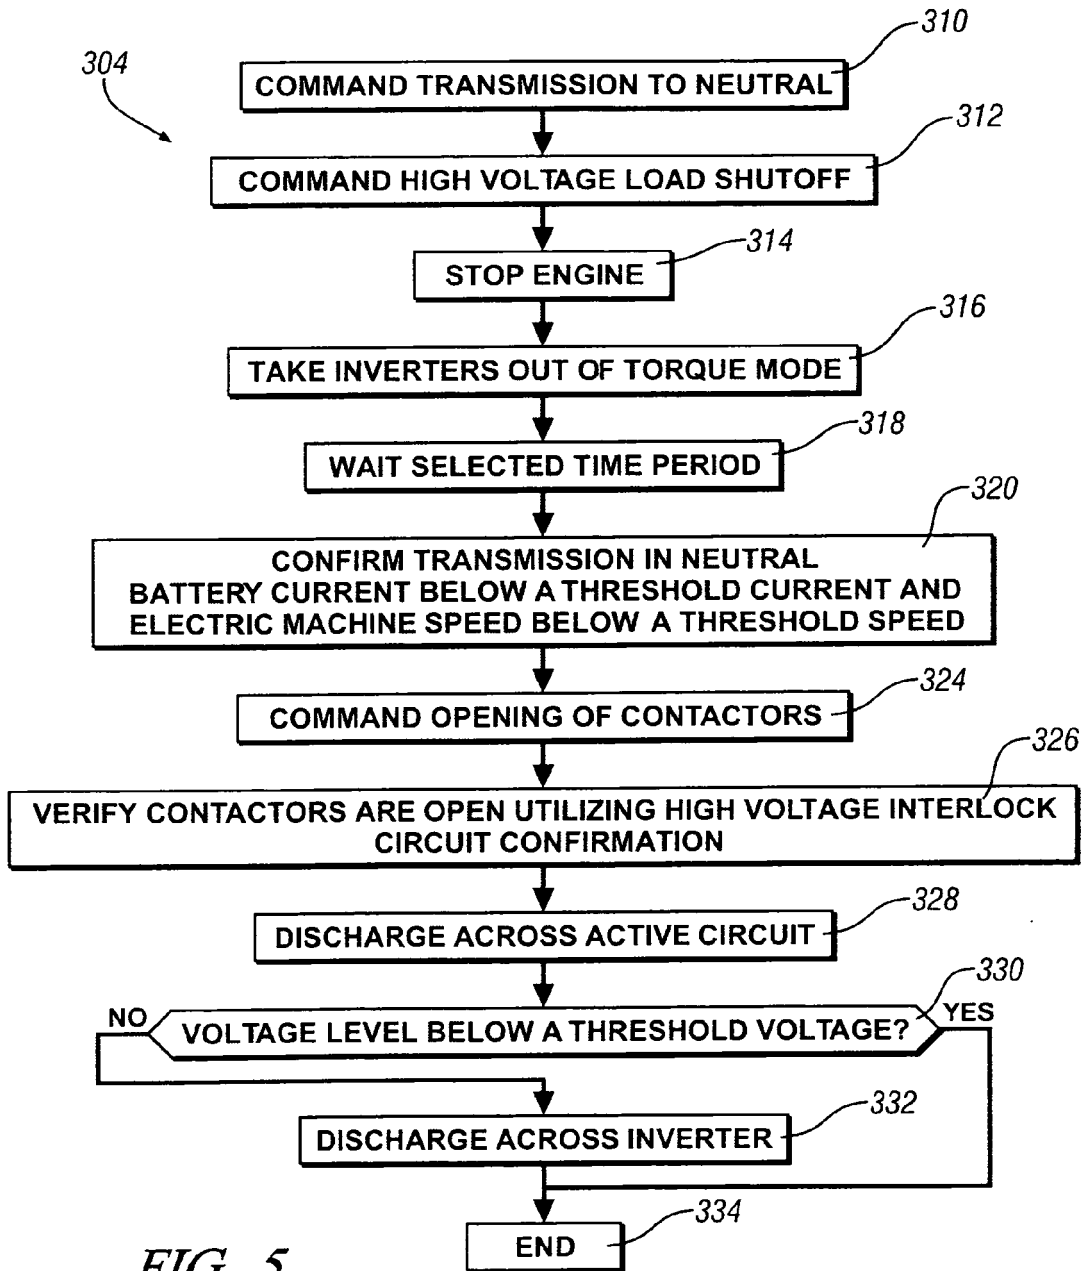 310
304
COMMAND TRANSMISSION TO NEUTRAL
312
COMMAND HIGH VOLTAGE LOAD SHUTOFF
314
STOP ENGINE
316
TAKE INVERTERS OUT OF TORQUE MODE
318
WAIT SELECTED TIME PERIOD
320
CONFIRM TRANSMISSION IN NEUTRAL
BATTERY CURRENT BELOW A THRESHOLD CURRENT AND
ELECTRIC MACHINE SPEED BELOW A THRESHOLD SPEED
324
COMMAND OPENING OF CONTACTORS
326
VERIFY CONTACTORS ARE OPEN UTILIZING HIGH VOLTAGE INTERLOCK
CIRCUIT CONFIRMATION
328
DISCHARGE ACROSS ACTIVE CIRCUIT
330
NO
YES
VOLTAGE LEVEL BELOW A THRESHOLD VOLTAGE?
332
DISCHARGE ACROSS INVERTER
334
END
FIG. 5